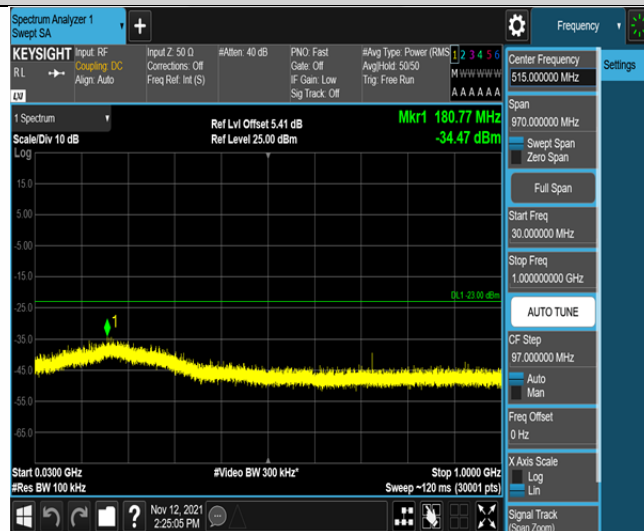 Spectrum Analyzer 1
Swept SA
Frequency
KEYSIGHT
RL
LXI
Input: RF
Coupling: DC
Align: Auto
Input Z: 50 Ω
Corrections: Off
Freq Ref: Int (S)
#Atten: 40 dB
PNO: Fast
Gate: Off
IF Gain: Low
Sig Track: Off
#Avg Type: Power (RMS
Avg|Hold: 50/50
Trig: Free Run
1 2 3 4 5 6
M W W W W W
A A A A A A
Center Frequency
515.000000 MHz
Settings
Span
970.000000 MHz
Swept Span
Zero Span
Full Span
Start Freq
30.000000 MHz
Stop Freq
1.000000000 GHz
AUTO TUNE
CF Step
97.000000 MHz
Auto
Man
Freq Offset
0 Hz
X Axis Scale
Log
Lin
Signal Track
(Span Zoom)
1 Spectrum
Scale/Div 10 dB
Log
Ref Lvl Offset 5.41 dB
Ref Level 25.00 dBm
Mkr1 180.77 MHz
-34.47 dBm
15.0
5.00
-5.00
-15.0
-25.0
-35.0
-45.0
-55.0
-65.0
DL1 -23.00 dBm
1
Start 0.0300 GHz
#Res BW 100 kHz
#Video BW 300 kHz*
Stop 1.0000 GHz
Sweep ~120 ms (30001 pts)
?
Nov 12, 2021
2:25:05 PM